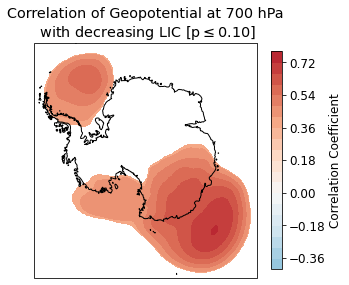 Correlation of Geopotential at 700 hPa
with decreasing LIC [p ≤ 0.10]
0.72
0.54
0.36
0.18
0.00
−0.18
−0.36
Correlation Coefficient